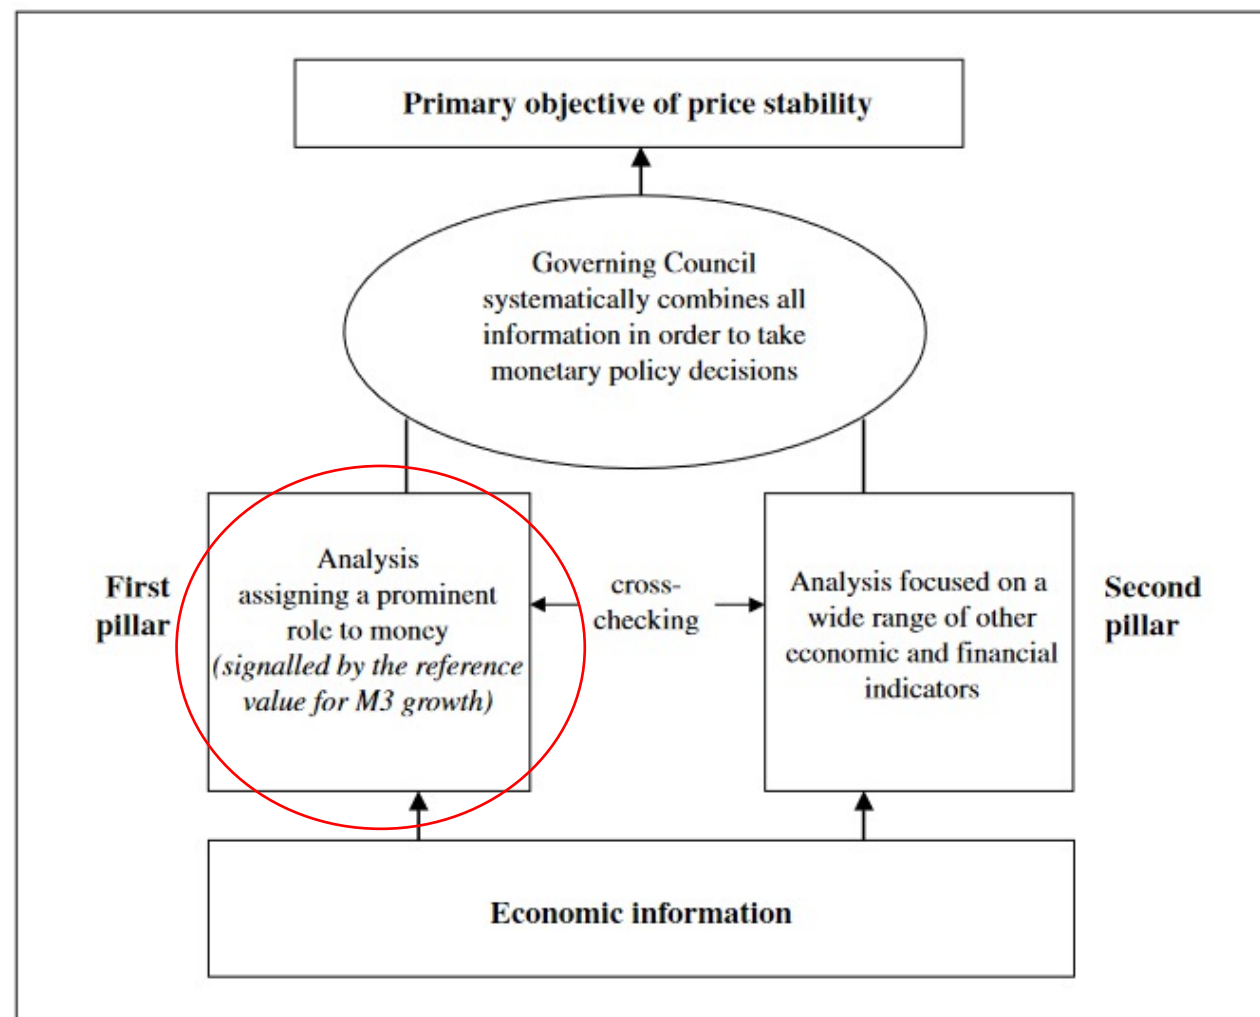 Primary objective of price stability
Governing Council
systematically combines all
information in order to take
monetary policy decisions
First
pillar
Analysis
assigning a prominent
role to money
(signalled by the reference
value for M3 growth)
cross-
checking
Analysis focused on a
wide range of other
economic and financial
indicators
Second
pillar
Economic information